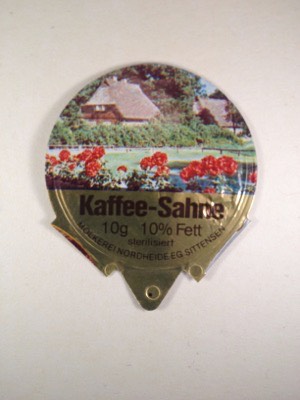 Kaffee-Sahne
10g 10% Fett
sterilisiert
MOLKEREI NORDHEIDE EG SITTENSEN